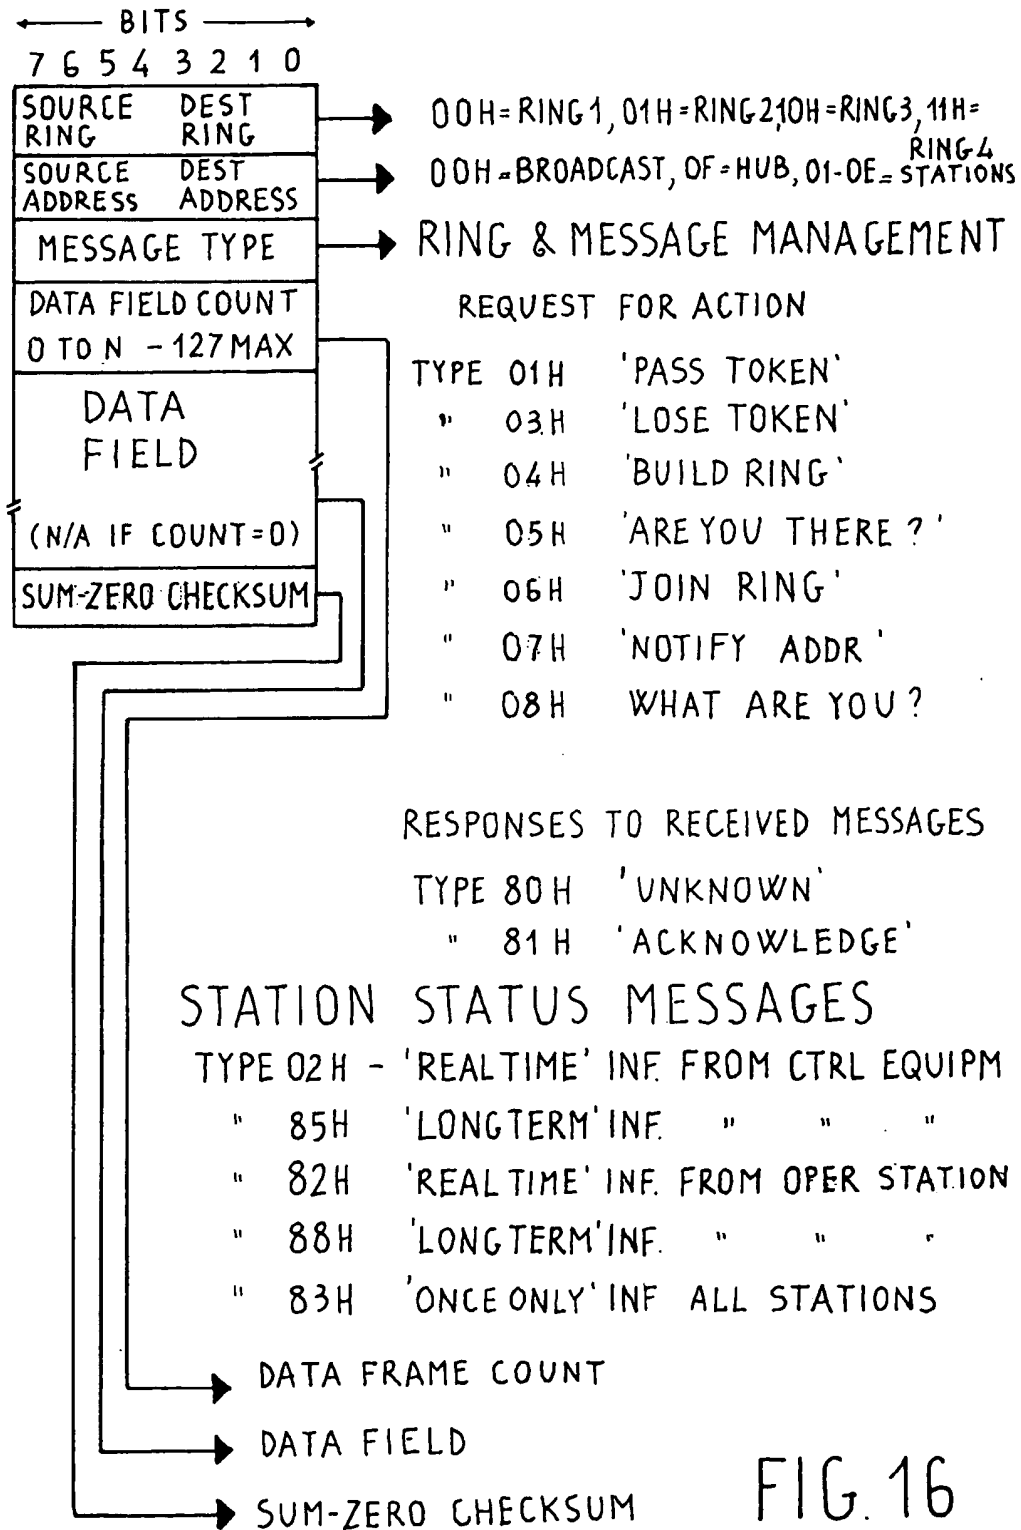 BITS
7 6 5 4 3 2 1 0
SOURCE RING DEST RING
00H=RING1, 01H=RING2,10H=RING3, 11H=
RING4
SOURCE ADDRESS DEST ADDRESS
00H=BROADCAST, 0F=HUB, 01-0E=STATIONS
MESSAGE TYPE
RING & MESSAGE MANAGEMENT
DATA FIELD COUNT
0 TO N - 127 MAX
DATA
FIELD
(N/A IF COUNT=0)
SUM-ZERO CHECKSUM
REQUEST FOR ACTION
TYPE 01H 'PASS TOKEN'
" 03H 'LOSE TOKEN'
" 04H 'BUILD RING'
" 05H 'ARE YOU THERE?'
" 06H 'JOIN RING'
" 07H 'NOTIFY ADDR'
" 08H WHAT ARE YOU?
RESPONSES TO RECEIVED MESSAGES
TYPE 80H 'UNKNOWN'
" 81H 'ACKNOWLEDGE'
STATION STATUS MESSAGES
TYPE 02H - 'REALTIME' INF. FROM CTRL EQUIPM
" 85H 'LONGTERM' INF. " " "
" 82H 'REALTIME' INF. FROM OPER STATION
" 88H 'LONGTERM' INF. " " "
" 83H 'ONCE ONLY' INF ALL STATIONS
DATA FRAME COUNT
DATA FIELD
SUM-ZERO CHECKSUM
FIG. 16